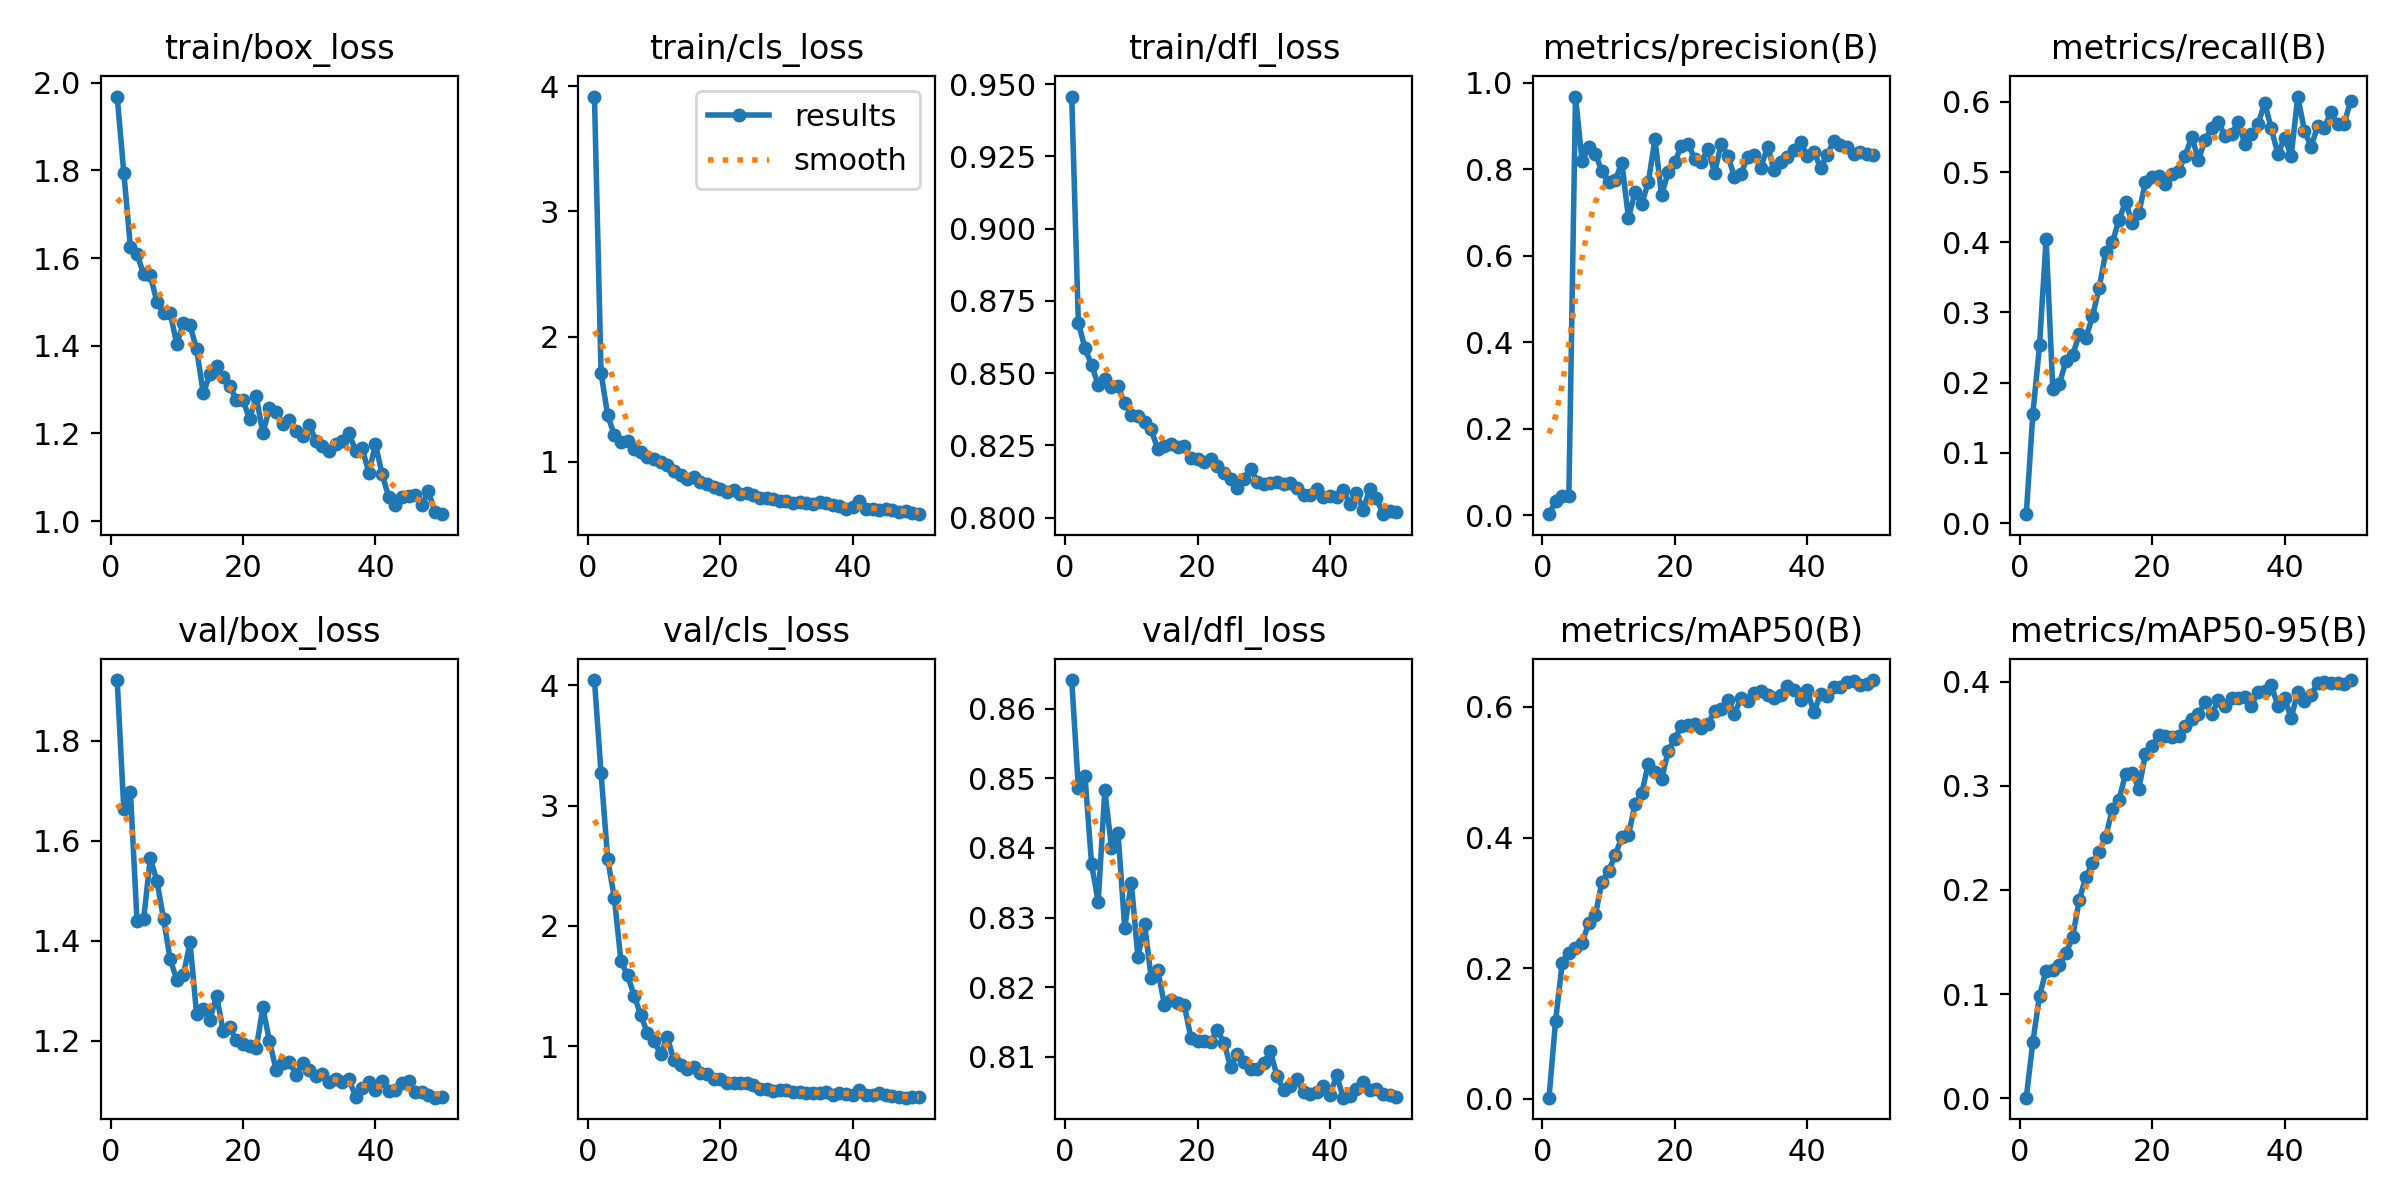 train/box_loss
2.0
1.8
1.6
1.4
1.2
1.0
0 20 40
train/cls_loss
results
smooth
4
3
2
1
0 20 40
train/dfl_loss
0.950
0.925
0.900
0.875
0.850
0.825
0.800
0 20 40
metrics/precision(B)
1.0
0.8
0.6
0.4
0.2
0.0
0 20 40
metrics/recall(B)
0.6
0.5
0.4
0.3
0.2
0.1
0.0
0 20 40
val/box_loss
1.8
1.6
1.4
1.2
0 20 40
val/cls_loss
4
3
2
1
0 20 40
val/dfl_loss
0.86
0.85
0.84
0.83
0.82
0.81
0 20 40
metrics/mAP50(B)
0.6
0.4
0.2
0.0
0 20 40
metrics/mAP50-95(B)
0.4
0.3
0.2
0.1
0.0
0 20 40